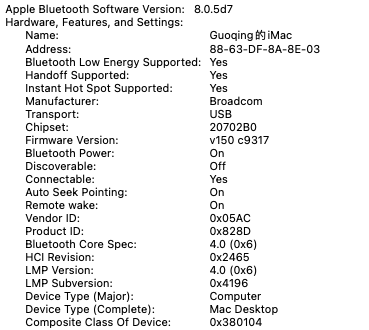 Apple Bluetooth Software Version: 8.0.5d7
Hardware, Features, and Settings:
Name: Guoqing的iMac
Address: 88-63-DF-8A-8E-03
Bluetooth Low Energy Supported: Yes
Handoff Supported: Yes
Instant Hot Spot Supported: Yes
Manufacturer: Broadcom
Transport: USB
Chipset: 20702B0
Firmware Version: v150 c9317
Bluetooth Power: On
Discoverable: Off
Connectable: Yes
Auto Seek Pointing: On
Remote wake: On
Vendor ID: 0x05AC
Product ID: 0x828D
Bluetooth Core Spec: 4.0 (0x6)
HCI Revision: 0x2465
LMP Version: 4.0 (0x6)
LMP Subversion: 0x4196
Device Type (Major): Computer
Device Type (Complete): Mac Desktop
Composite Class Of Device: 0x380104